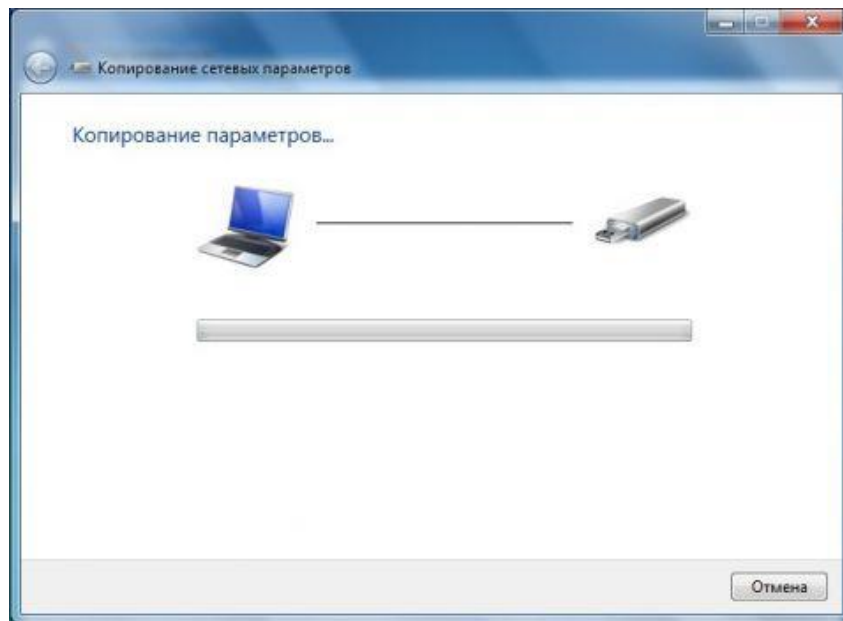 Копирование сетевых параметров
Копирование параметров...
Отмена